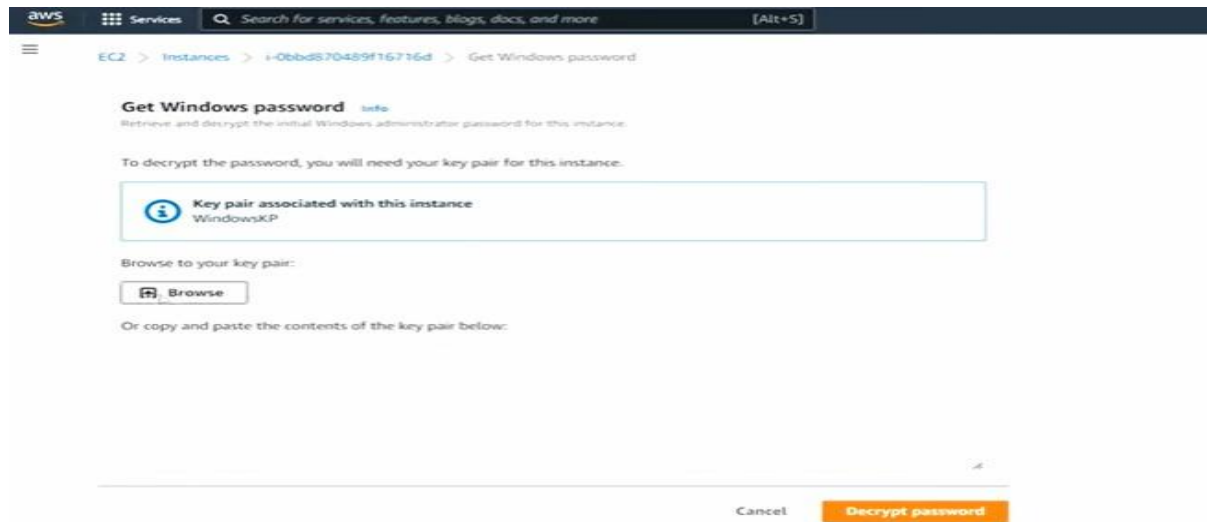 aws Services Search for services, features, blogs, docs, and more [Alt+S]
EC2 > Instances > i-0bbd870489f16716d > Get Windows password
Get Windows password Info
Retrieve and decrypt the initial Windows administrator password for this instance.
To decrypt the password, you will need your key pair for this instance.
Key pair associated with this instance
WindowsKP
Browse to your key pair:
Browse
Or copy and paste the contents of the key pair below:
Cancel Decrypt password